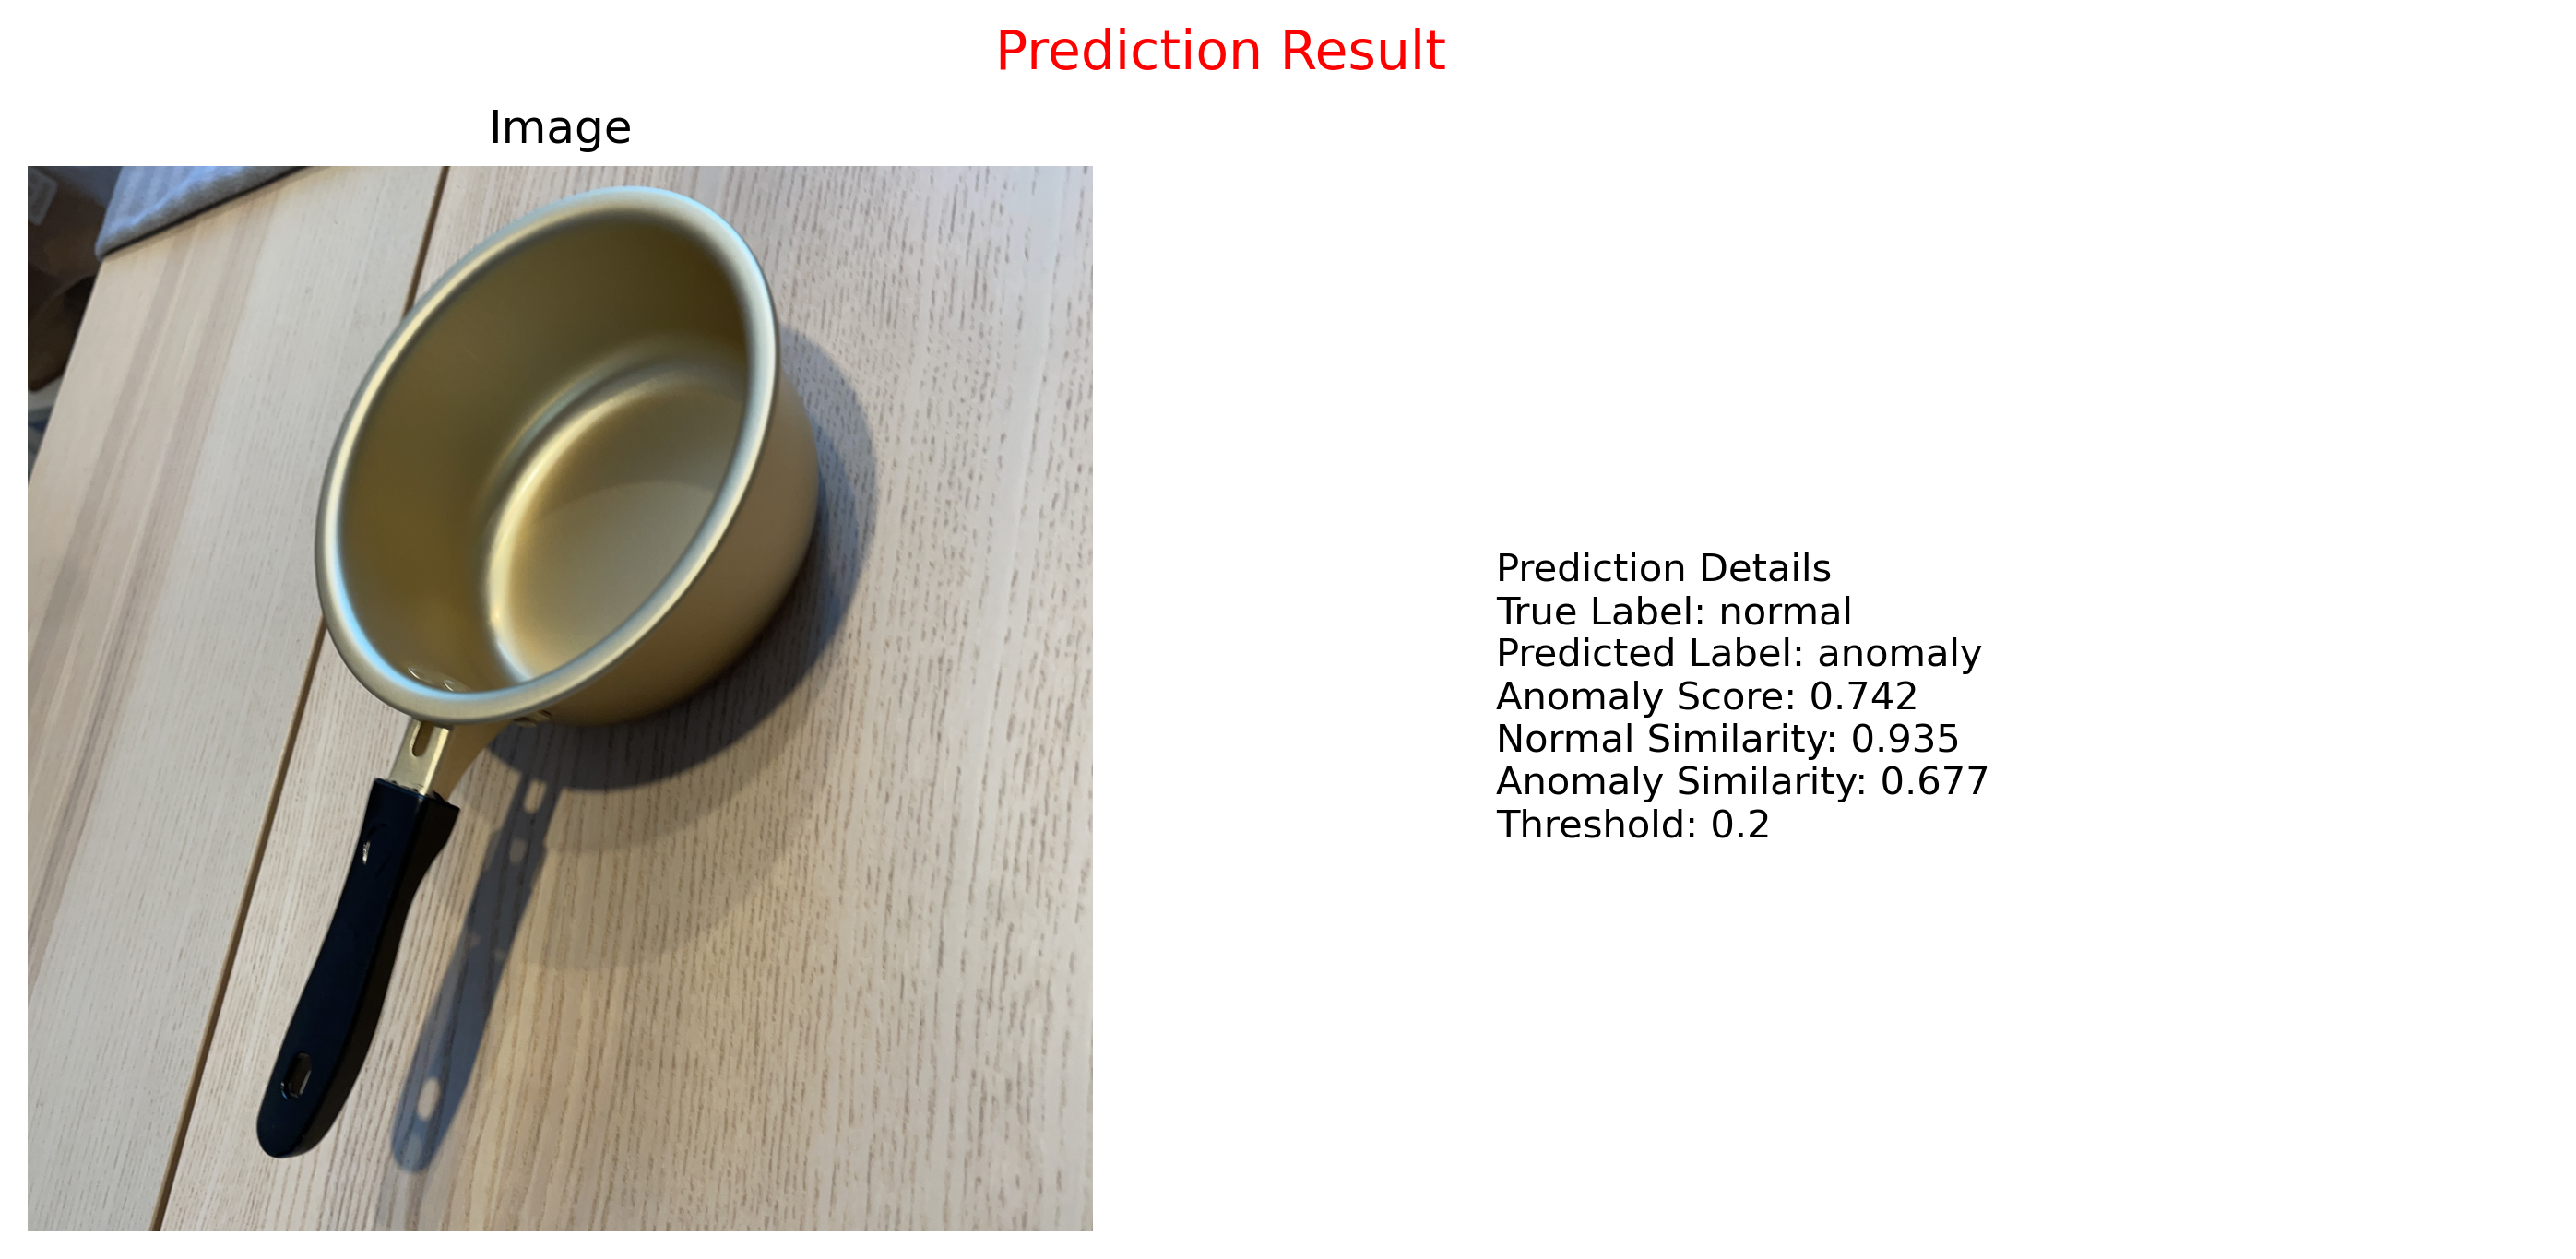 Prediction Result
Image
Prediction Details
True Label: normal
Predicted Label: anomaly
Anomaly Score: 0.742
Normal Similarity: 0.935
Anomaly Similarity: 0.677
Threshold: 0.2